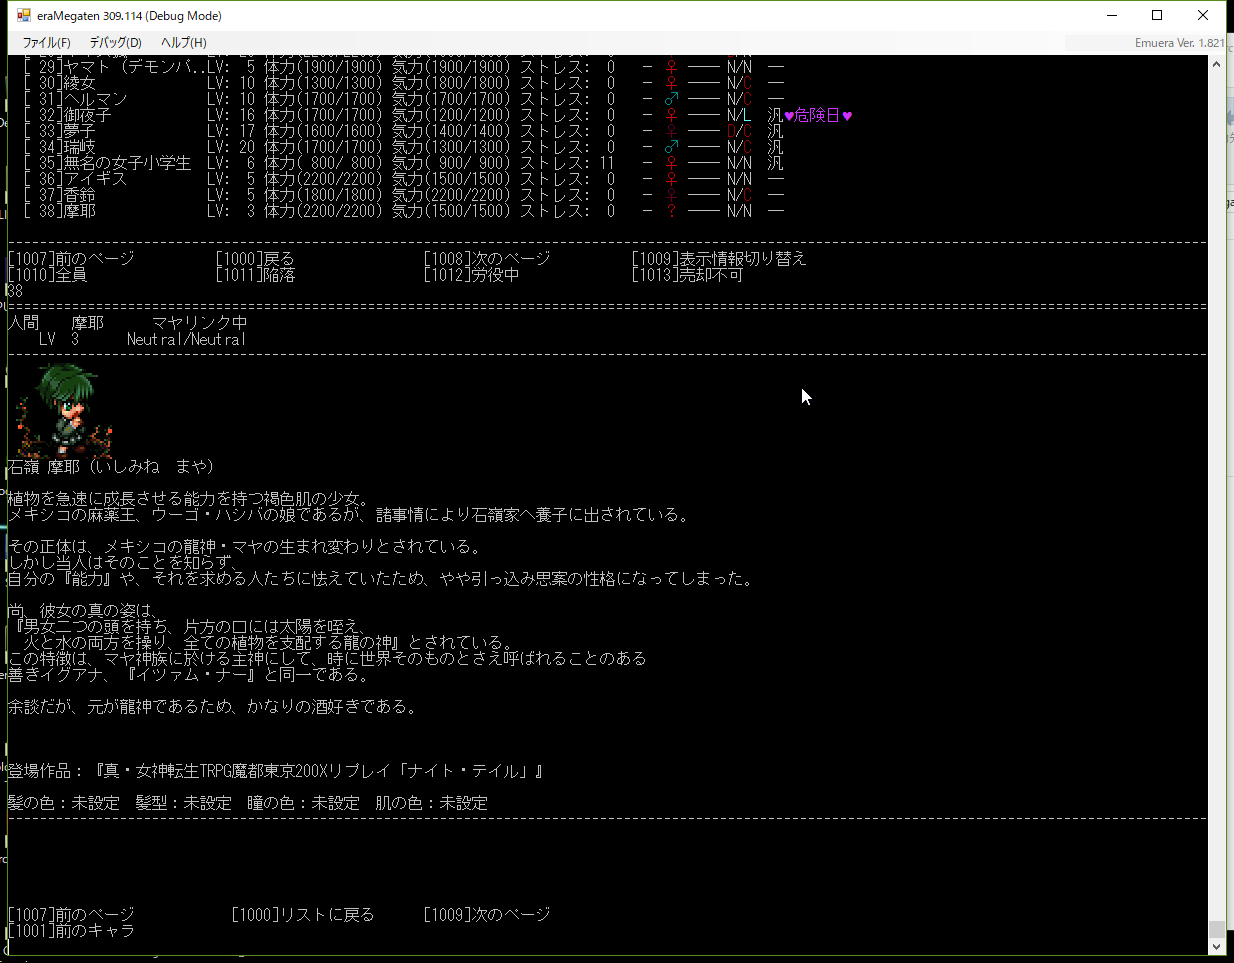 eraMegaten 309.114 (Debug Mode)
ファイル(F) デバッグ(D) ヘルプ(H) Emuera Ver. 1.821
[ 29]ヤマト（デモンバ... LV: 5 体力(1900/1900) 気力(1900/1900) ストレス: 0 － ♀ ── N/N ―
[ 30]綾女 LV: 10 体力(1300/1300) 気力(1800/1800) ストレス: 0 － ♀ ── N/C ―
[ 31]ヘルマン LV: 10 体力(1700/1700) 気力(1700/1700) ストレス: 0 － ♂ ── N/C ―
[ 32]御夜子 LV: 16 体力(1700/1700) 気力(1200/1200) ストレス: 0 － ♀ ── N/L 汎♥危険日♥
[ 33]夢子 LV: 17 体力(1600/1600) 気力(1400/1400) ストレス: 0 － ♀ ── D/C 汎
[ 34]瑞岐 LV: 20 体力(1700/1700) 気力(1300/1300) ストレス: 0 － ♂ ── N/C 汎
[ 35]無名の女子小学生 LV: 6 体力( 800/ 800) 気力( 900/ 900) ストレス: 11 － ♀ ── N/N 汎
[ 36]アイギス LV: 5 体力(2200/2200) 気力(1500/1500) ストレス: 0 － ♀ ── N/N ―
[ 37]香鈴 LV: 5 体力(1800/1800) 気力(2200/2200) ストレス: 0 － ♀ ── N/C ―
[ 38]摩耶 LV: 3 体力(2200/2200) 気力(1500/1500) ストレス: 0 － ? ── N/N ―
[1007]前のページ [1000]戻る [1008]次のページ [1009]表示情報切り替え
[1010]全員 [1011]陥落 [1012]労役中 [1013]売却不可
38
人間 摩耶 マヤリンク中
LV 3 Neutral/Neutral
石嶺 摩耶（いしみね まや）
植物を急速に成長させる能力を持つ褐色肌の少女。
メキシコの麻薬王、ウーゴ・ハシバの娘であるが、諸事情により石嶺家へ養子に出されている。
その正体は、メキシコの龍神・マヤの生まれ変わりとされている。
しかし当人はそのことを知らず、
自分の『能力』や、それを求める人たちに怯えていたため、やや引っ込み思案の性格になってしまった。
尚、彼女の真の姿は、
『男女二つの頭を持ち、片方の口には太陽を咥え、
火と水の両方を操り、全ての植物を支配する龍の神』とされている。
この特徴は、マヤ神族に於ける主神にして、時に世界そのものとさえ呼ばれることのある
善きイグアナ、『イツァム・ナー』と同一である。
余談だが、元が龍神であるため、かなりの酒好きである。
登場作品：『真・女神転生TRPG魔都東京200Xリプレイ「ナイト・テイル」』
髪の色：未設定 髪型：未設定 瞳の色：未設定 肌の色：未設定
[1007]前のページ [1000]リストに戻る [1009]次のページ
[1001]前のキャラ